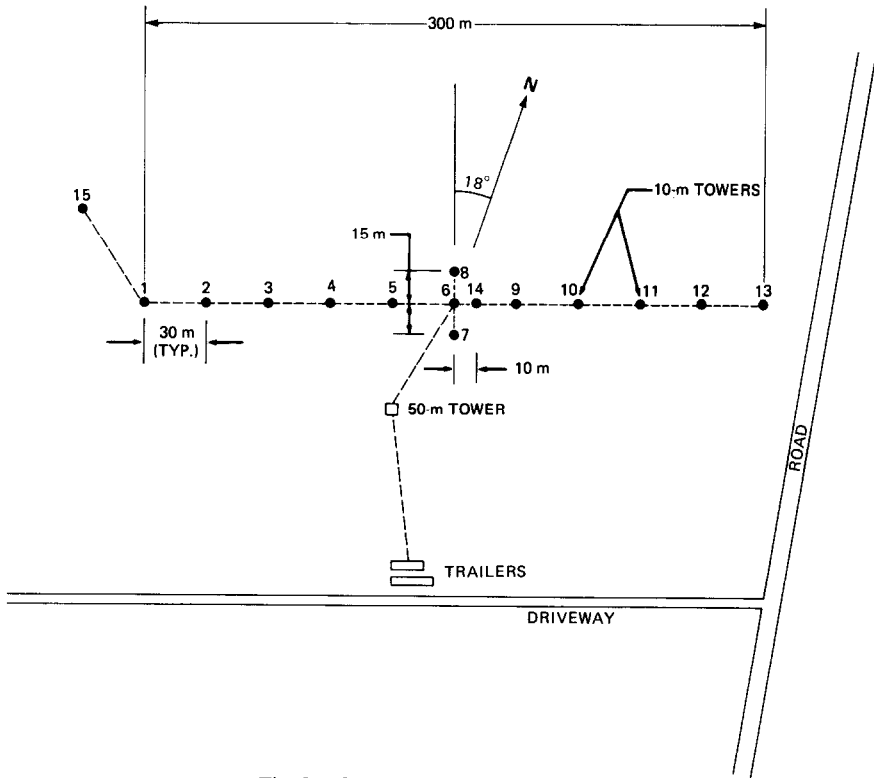 300 m
N
18°
15
10-m TOWERS
15 m
8
1 2 3 4 5 6 14 9 10 11 12 13
7
30 m
(TYP.)
10 m
50-m TOWER
ROAD
TRAILERS
DRIVEWAY